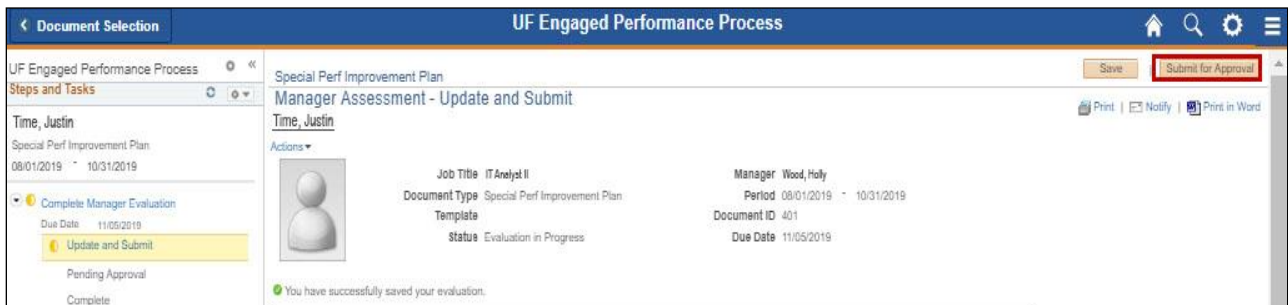 Document Selection
UF Engaged Performance Process
UF Engaged Performance Process
Steps and Tasks
Time, Justin
Special Perf Improvement Plan
08/01/2019 - 10/31/2019
Complete Manager Evaluation
Due Date 11/05/2019
Update and Submit
Pending Approval
Complete
Special Perf Improvement Plan
Save | Submit for Approval
Manager Assessment - Update and Submit
Print | Notify | Print in Word
Time, Justin
Actions
Job Title IT Analyst II Manager Wood, Holly
Document Type Special Perf Improvement Plan Period 08/01/2019 - 10/31/2019
Template Document ID 401
Status Evaluation in Progress Due Date 11/05/2019
You have successfully saved your evaluation.